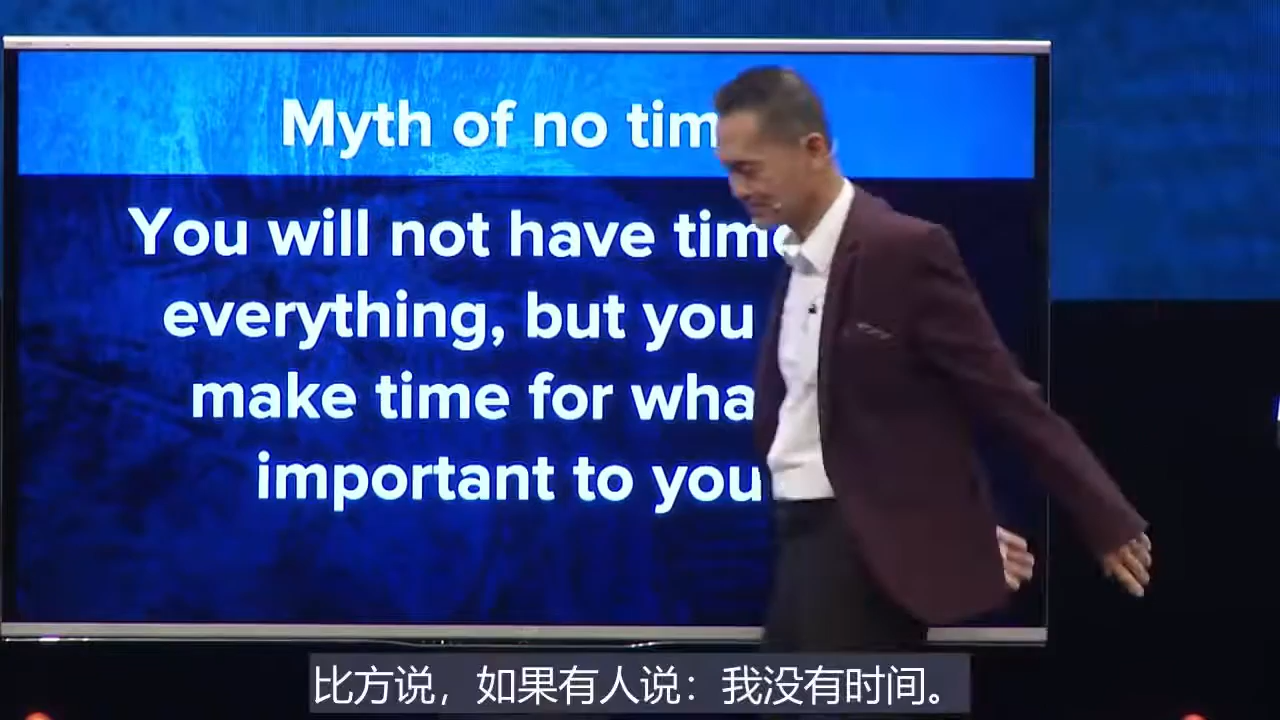 Myth of no tim
You will not have time
everything, but you
make time for wha
important to you
比方说，如果有人说：我没有时间。